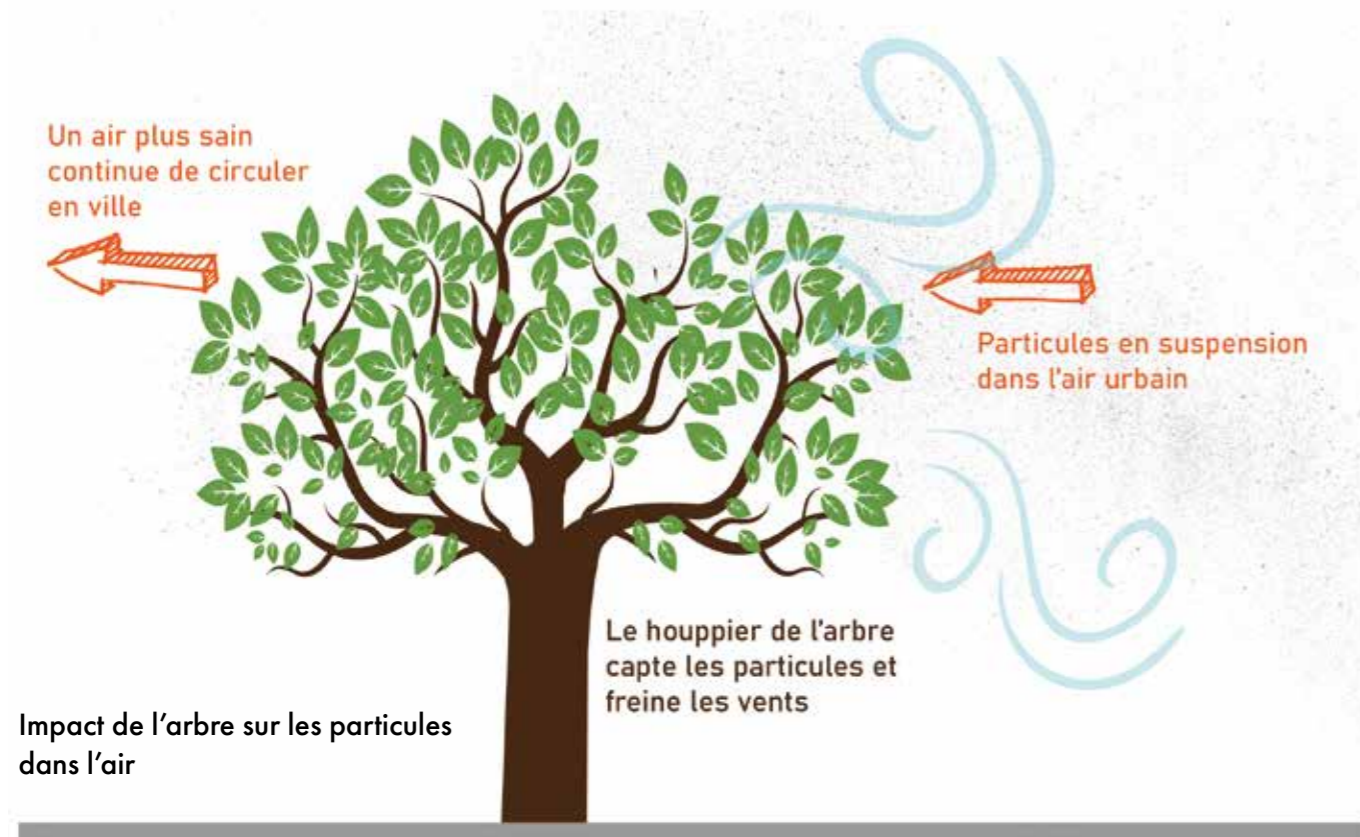 Un air plus sain
continue de circuler
en ville
Particules en suspension
dans l'air urbain
Le houppier de l'arbre
capte les particules et
freine les vents
Impact de l'arbre sur les particules
dans l'air